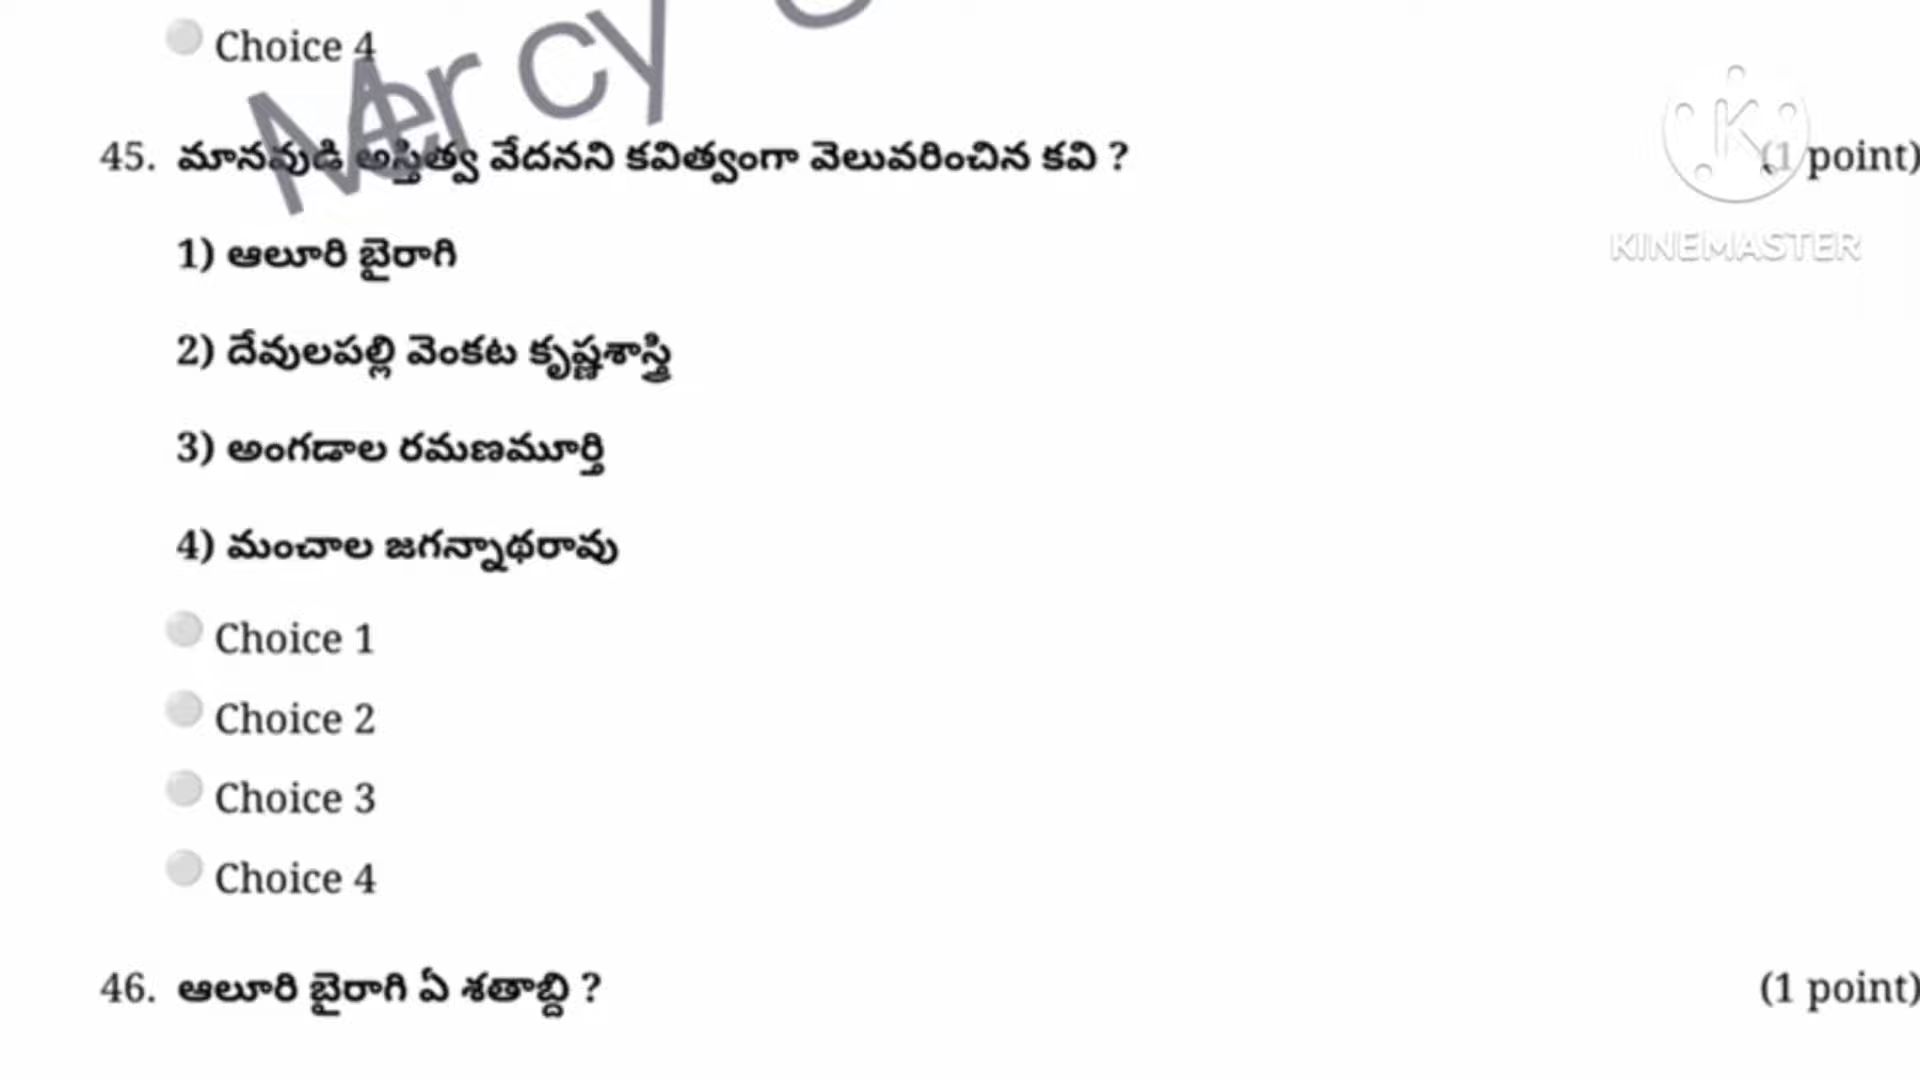 Choice 4
Mercy
45. మానవుడి అస్తిత్వ వేదనని కవిత్వంగా వెలువరించిన కవి ? (1 point)
KINEMASTER
1) ఆలూరి బైరాగి
2) దేవులపల్లి వెంకట కృష్ణశాస్త్రి
3) అంగడాల రమణమూర్తి
4) మంచాల జగన్నాథరావు
Choice 1
Choice 2
Choice 3
Choice 4
46. ఆలూరి బైరాగి ఏ శతాబ్ది ? (1 point)